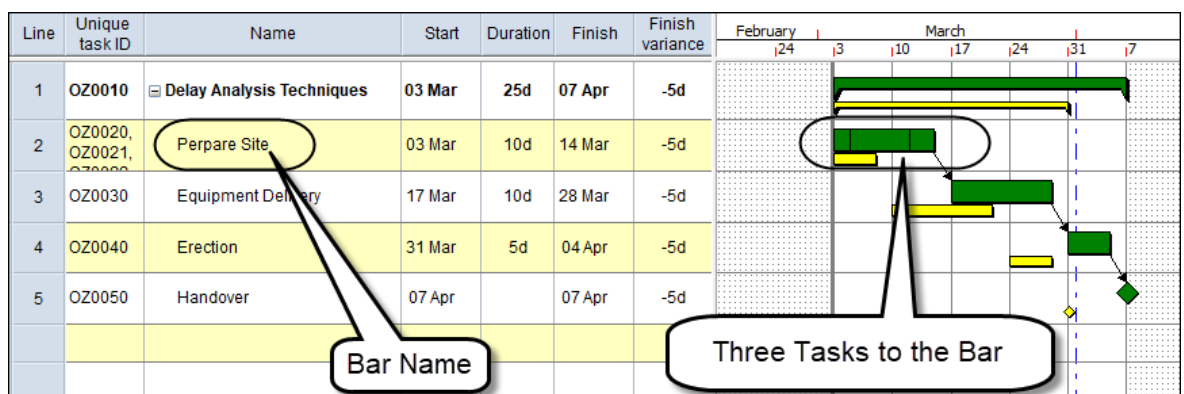 Line Unique task ID Name Start Duration Finish Finish variance
February March
24 3 10 17 24 31 7
1 OZ0010 Delay Analysis Techniques 03 Mar 25d 07 Apr -5d
2 OZ0020, OZ0021, OZ0022 Perpare Site 03 Mar 10d 14 Mar -5d
3 OZ0030 Equipment Delivery 17 Mar 10d 28 Mar -5d
4 OZ0040 Erection 31 Mar 5d 04 Apr -5d
5 OZ0050 Handover 07 Apr 07 Apr -5d
Bar Name
Three Tasks to the Bar